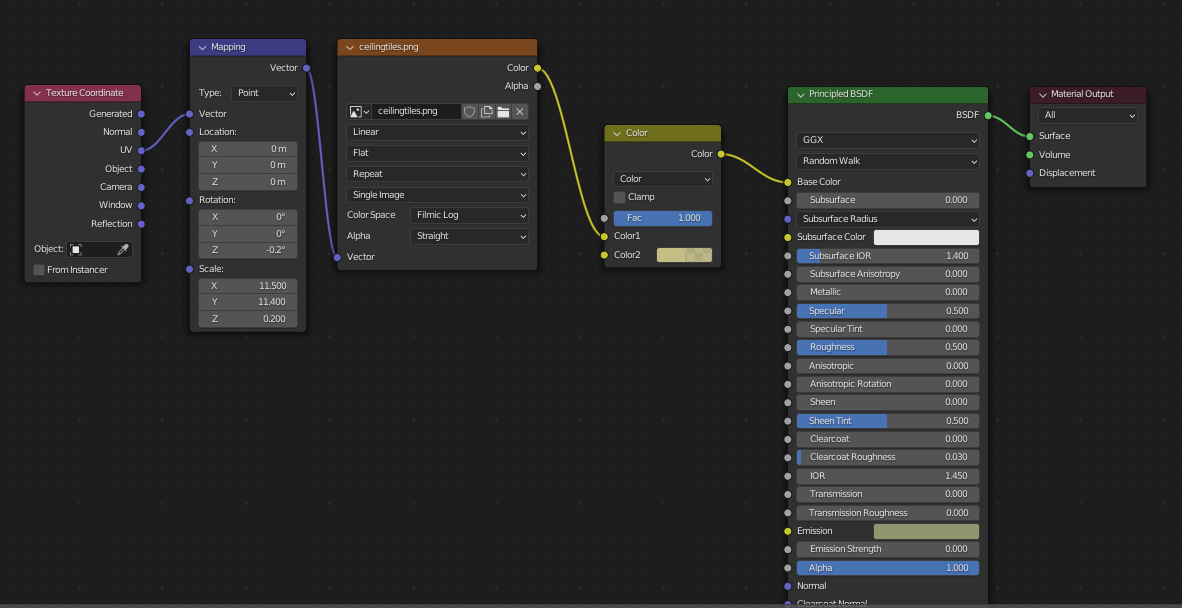 Texture Coordinate
Generated
Normal
UV
Object
Camera
Window
Reflection
Object:
From Instancer
Mapping
Vector
Type: Point
Vector
Location:
X 0 m
Y 0 m
Z 0 m
Rotation:
X 0°
Y 0°
Z -0.2°
Scale:
X 11.500
Y 11.400
Z 0.200
ceilingtiles.png
Color
Alpha
ceilingtiles.png
Linear
Flat
Repeat
Single Image
Color Space Filmic Log
Alpha Straight
Vector
Color
Color
Color
Clamp
Fac 1.000
Color1
Color2
Principled BSDF
BSDF
GGX
Random Walk
Base Color
Subsurface 0.000
Subsurface Radius
Subsurface Color
Subsurface IOR 1.400
Subsurface Anisotropy 0.000
Metallic 0.000
Specular 0.500
Specular Tint 0.000
Roughness 0.500
Anisotropic 0.000
Anisotropic Rotation 0.000
Sheen 0.000
Sheen Tint 0.500
Clearcoat 0.000
Clearcoat Roughness 0.030
IOR 1.450
Transmission 0.000
Transmission Roughness 0.000
Emission
Emission Strength 0.000
Alpha 1.000
Normal
Clearcoat Normal
Material Output
All
Surface
Volume
Displacement